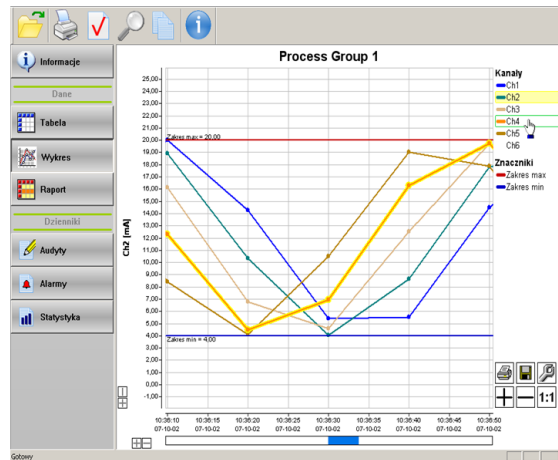 Process Group 1
Informacje
Dane
Tabela
Wykres
Raport
Dzienniki
Audyty
Alarmy
Statystyka
Ch2 [mA]
25,00
24,00
23,00
22,00
21,00
20,00
19,00
18,00
17,00
16,00
15,00
14,00
13,00
12,00
11,00
10,00
9,00
8,00
7,00
6,00
5,00
4,00
3,00
2,00
1,00
0,00
-1,00
Zakres max = 20,00
Zakres min = 4,00
10:36:10 10:36:15 10:36:20 10:36:25 10:36:30 10:36:35 10:36:40 10:36:45 10:36:50
07-10-02 07-10-02 07-10-02 07-10-02 07-10-02 07-10-02 07-10-02 07-10-02 07-10-02
Kanały
Ch1
Ch2
Ch3
Ch4
Ch5
Ch6
Znaczniki
Zakres max
Zakres min
1:1
Gotowy